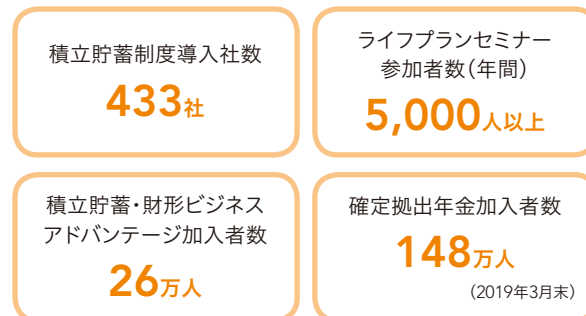 積立貯蓄制度導入社数
433社
ライフプランセミナー
参加者数(年間)
5,000人以上
積立貯蓄・財形ビジネス
アドバンテージ加入者数
26万人
確定拠出年金加入者数
148万人
(2019年3月末)